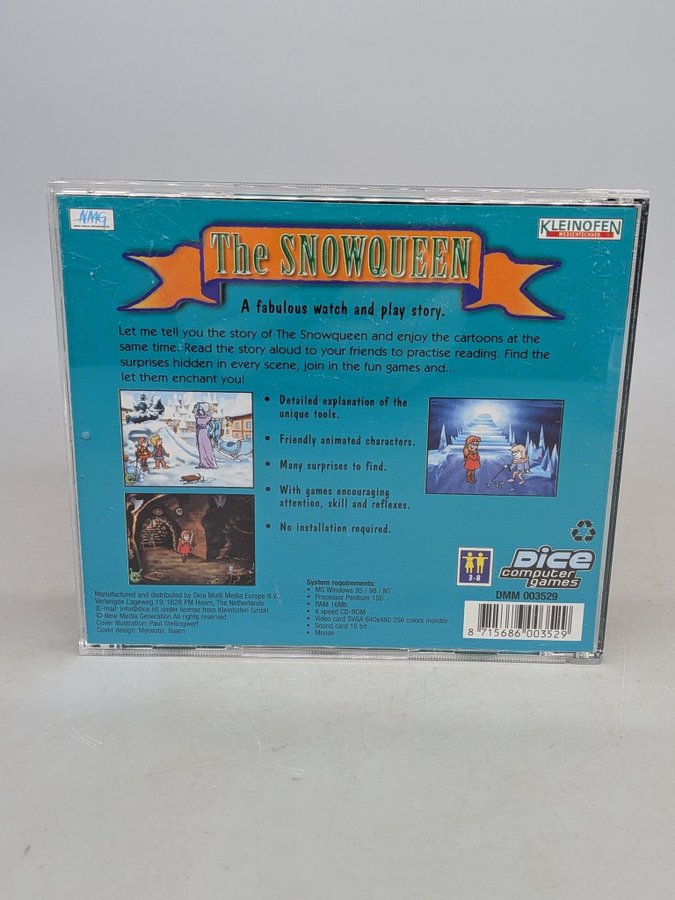 NMG
KLEINOFEN
MEDIENTECHNIK
The SNOWQUEEN
A fabulous watch and play story.
Let me tell you the story of The Snowqueen and enjoy the cartoons at the
same time. Read the story aloud to your friends to practise reading. Find the
surprises hidden in every scene, join in the fun games and...
let them enchant you!
• Detailed explanation of the
unique tools.
• Friendly animated characters.
• Many surprises to find.
• With games encouraging
attention, skill and reflexes.
• No installation required.
3-8
Dice
computer
games
DMM 003529
Manufactured and distributed by Dice Multi Media Europe B.V.,
Verlengde Lageweg 19, 1628 PM Hoorn, The Netherlands
(E-mail: info@dice.nl) under license from Kleinhofen GmbH.
© New Media Generation All rights reserved.
Cover illustration: Paul Stellingwerf
Cover design: Myosotis, Baarn
System requirements:
• MS Windows 95 / 98 / NT
• Processor Pentium 100
• RAM 16Mb
• 4 speed CD-ROM
• Video card SVGA 640x480 256 colors monitor
• Sound card 16 bit
• Mouse
8 715686 003529